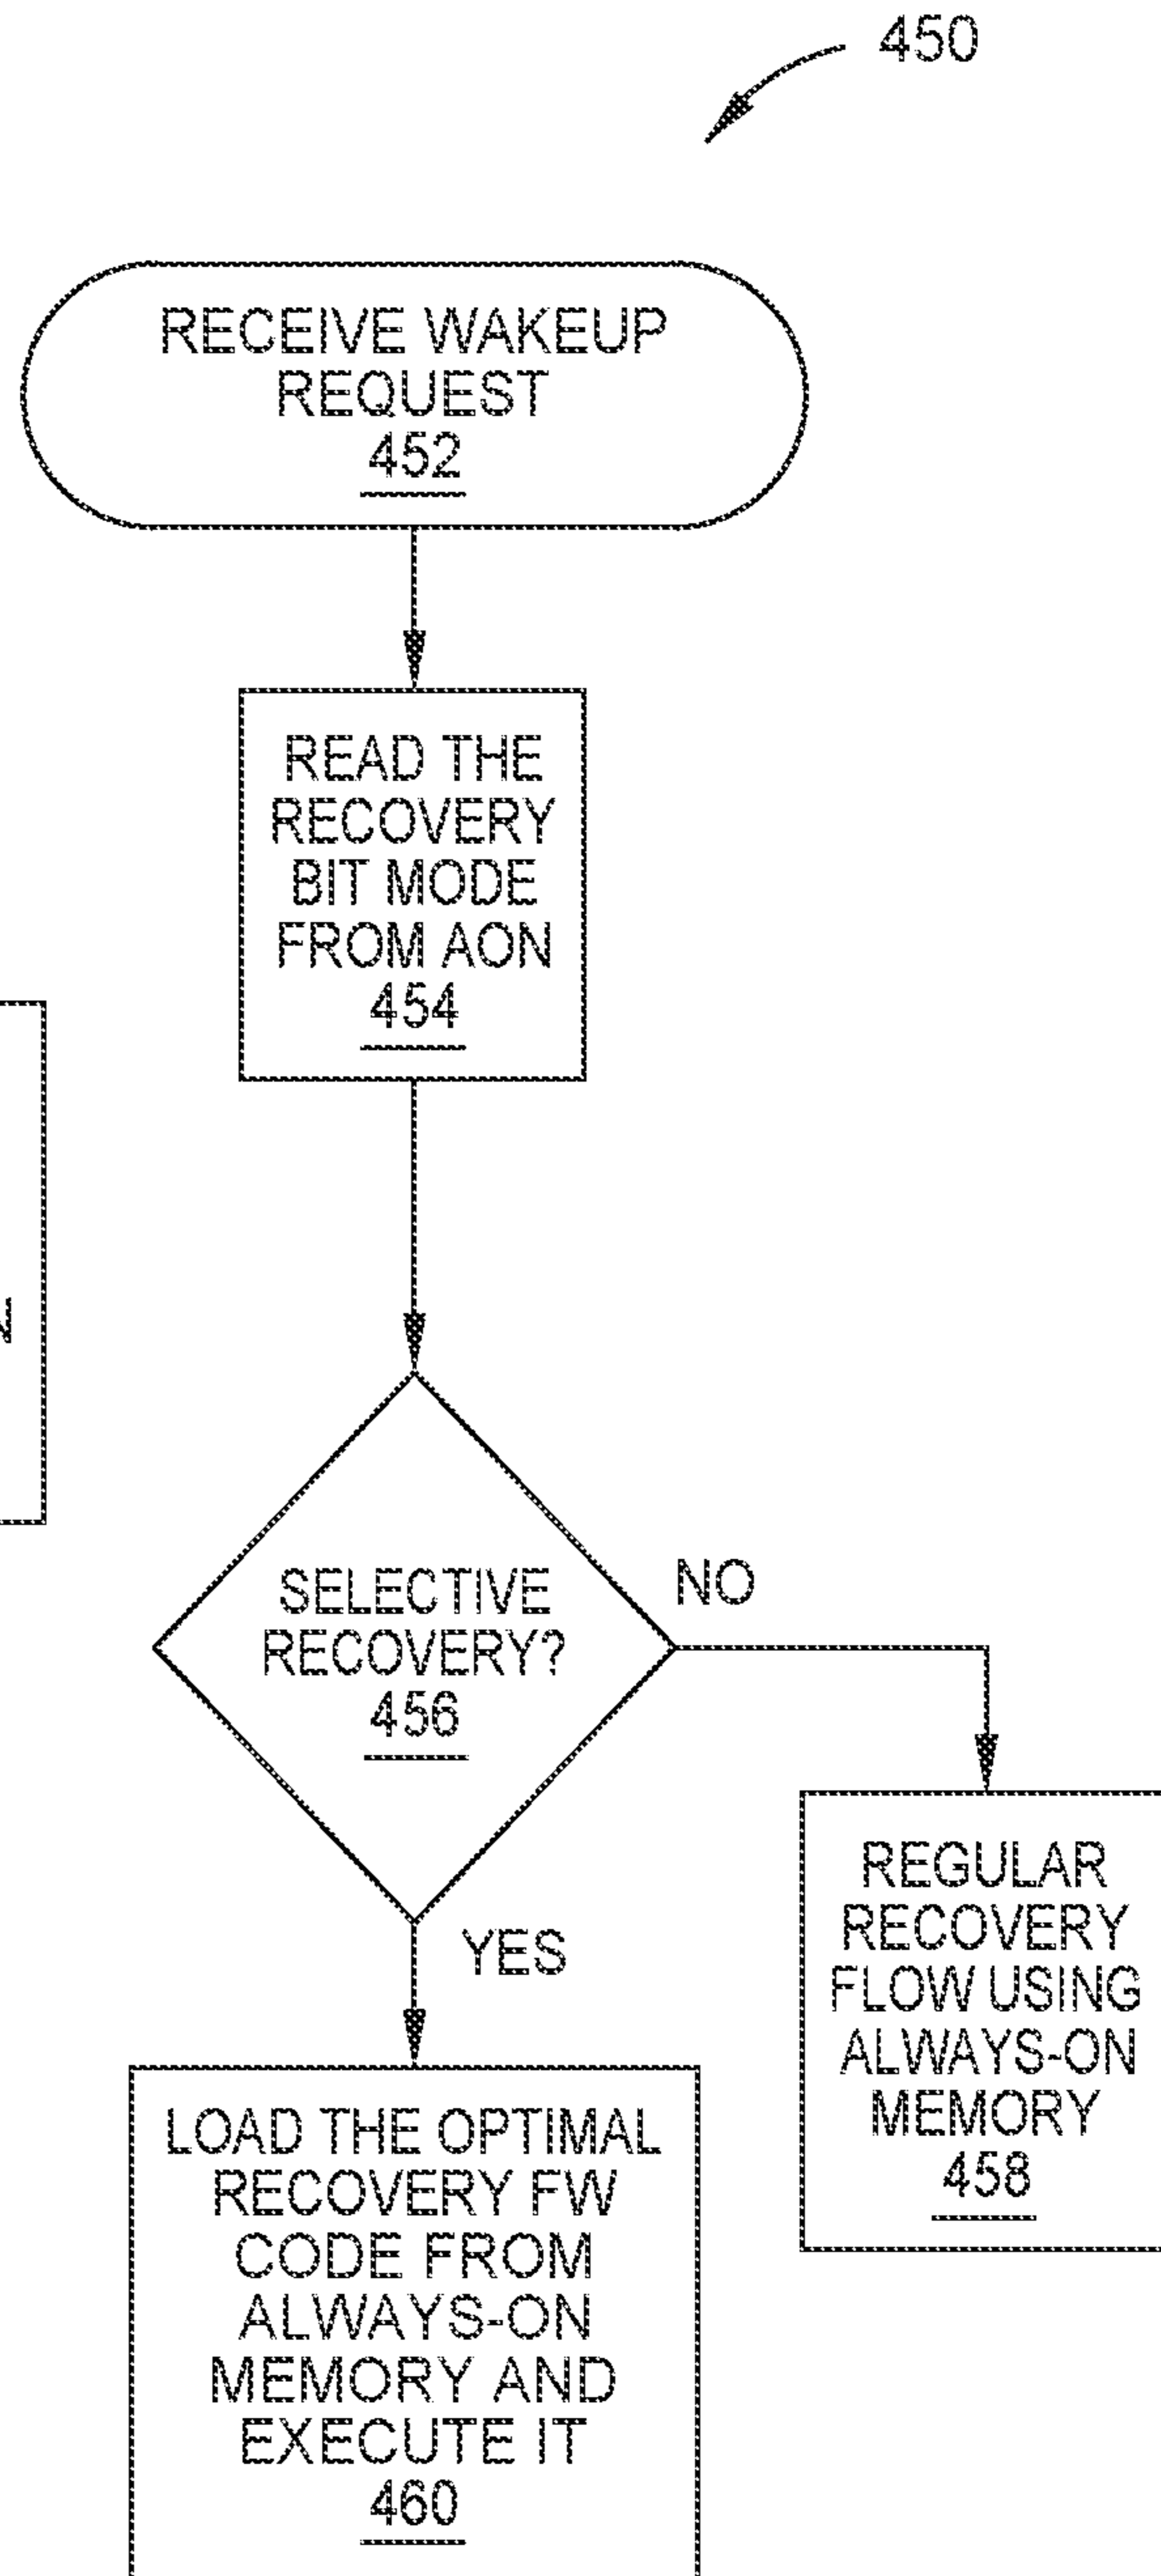 450
RECEIVE WAKEUP
REQUEST
452
READ THE
RECOVERY
BIT MODE
FROM AON
454
SELECTIVE
RECOVERY?
456
NO
YES
REGULAR
RECOVERY
FLOW USING
ALWAYS-ON
MEMORY
458
LOAD THE OPTIMAL
RECOVERY FW
CODE FROM
ALWAYS-ON
MEMORY AND
EXECUTE IT
460